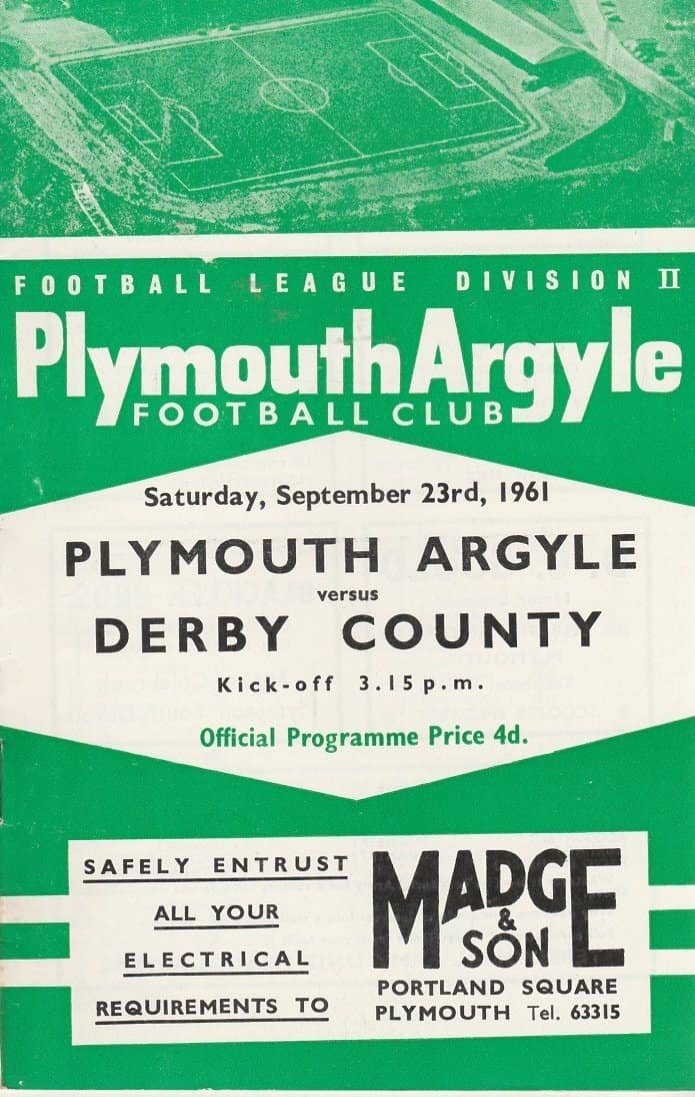 FOOTBALL LEAGUE DIVISION II
Plymouth Argyle
FOOTBALL CLUB
Saturday, September 23rd, 1961
PLYMOUTH ARGYLE
versus
DERBY COUNTY
Kick-off 3.15 p.m.
Official Programme Price 4d.
SAFELY ENTRUST
ALL YOUR
ELECTRICAL
REQUIREMENTS TO
MADGE
&
SON
PORTLAND SQUARE
PLYMOUTH Tel. 63315